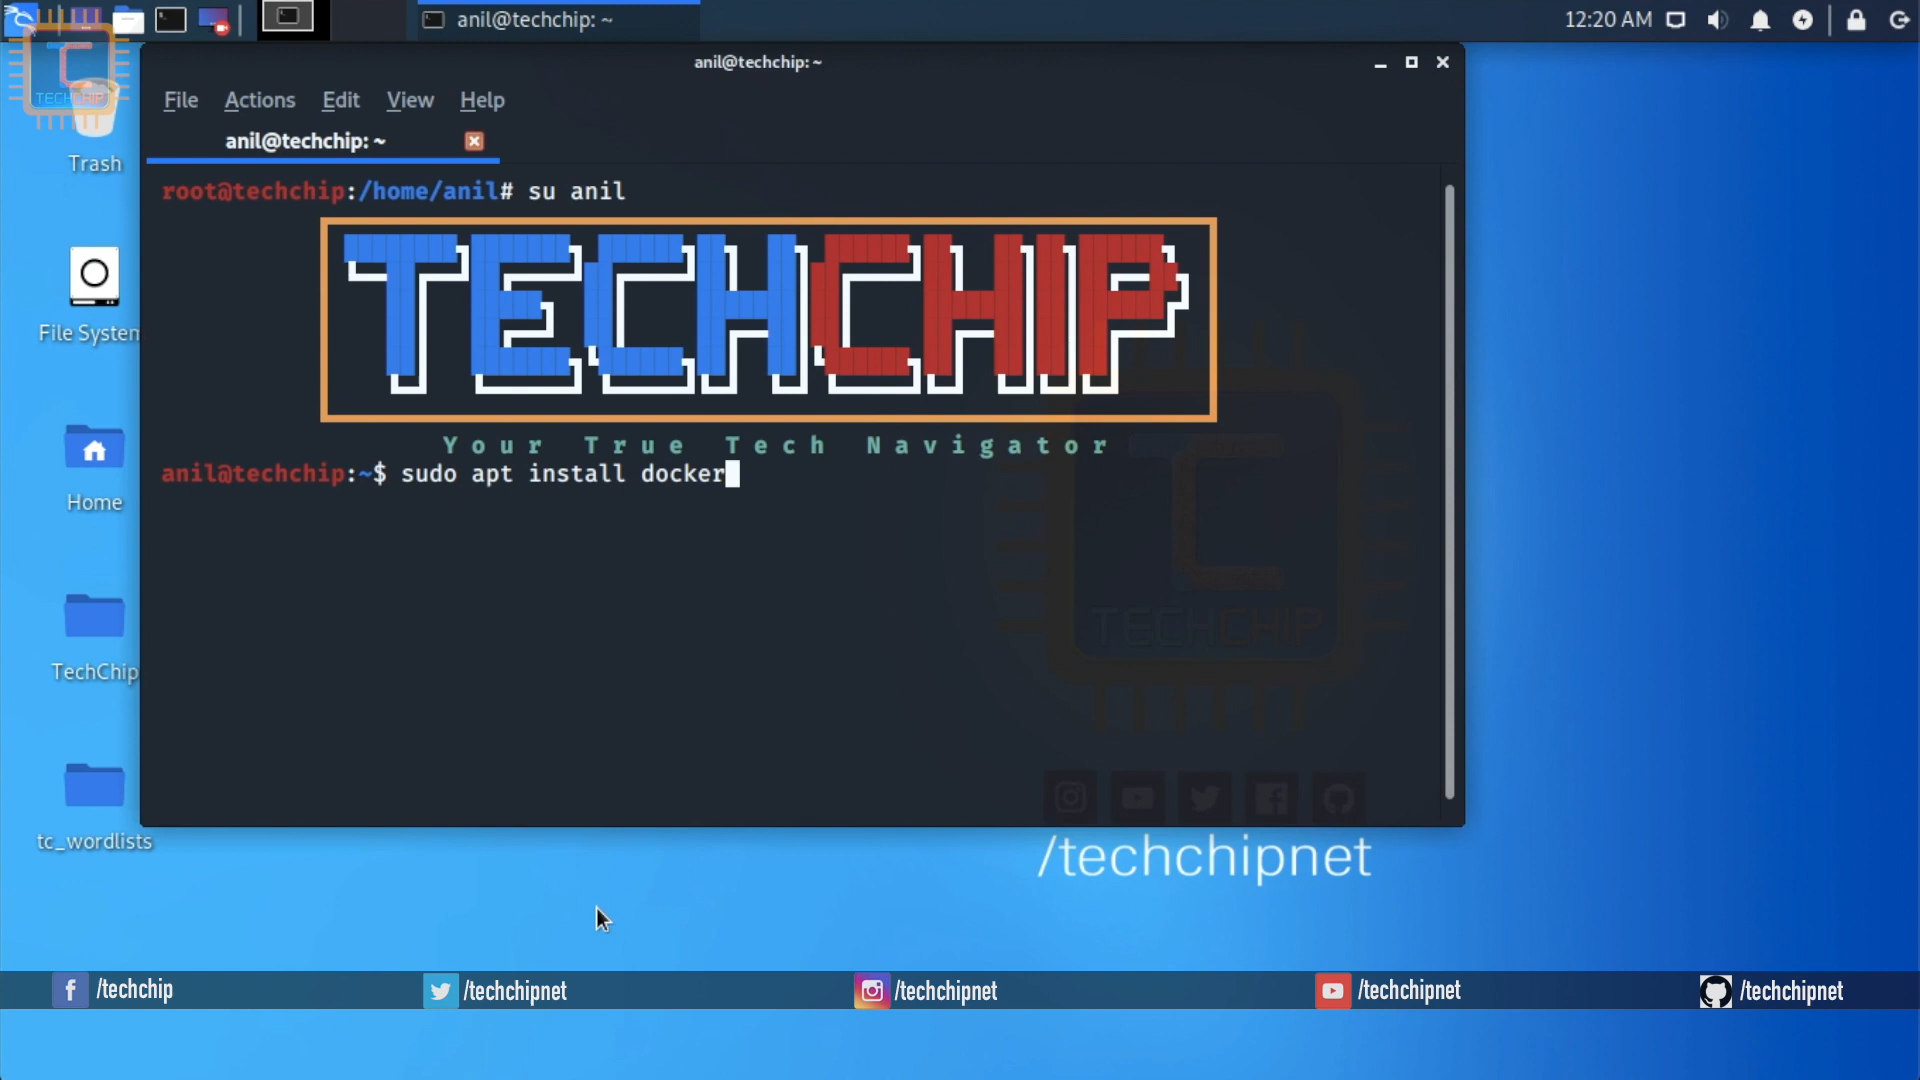 anil@techchip: ~
12:20 AM
TECHCHIP
anil@techchip: ~
File Actions Edit View Help
anil@techchip: ~
Trash
root@techchip:/home/anil# su anil
TECHCHIP
Your True Tech Navigator
anil@techchip:~$ sudo apt install docker
File System
Home
TECHCHIP
TechChip
tc_wordlists
/techchipnet
/techchip
/techchipnet
/techchipnet
/techchipnet
/techchipnet